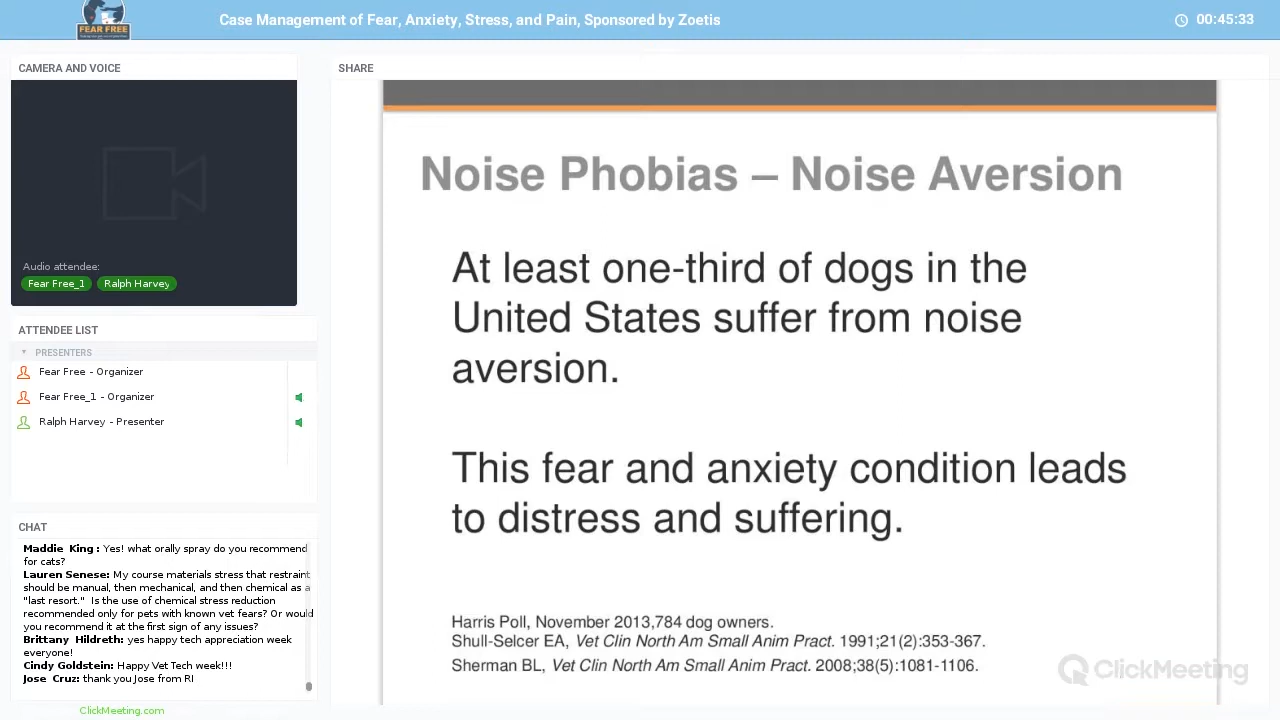 FEAR FREE
Case Management of Fear, Anxiety, Stress, and Pain, Sponsored by Zoetis
00:45:33
CAMERA AND VOICE
Audio attendee:
Fear Free_1 Ralph Harvey
ATTENDEE LIST
PRESENTERS
Fear Free - Organizer
Fear Free_1 - Organizer
Ralph Harvey - Presenter
CHAT
Maddie King : Yes! what orally spray do you recommend
for cats?
Lauren Senese: My course materials stress that restraint
should be manual, then mechanical, and then chemical as a
"last resort." Is the use of chemical stress reduction
recommended only for pets with known vet fears? Or would
you recommend it at the first sign of any issues?
Brittany Hildreth: yes happy tech appreciation week
everyone!
Cindy Goldstein: Happy Vet Tech week!!!
Jose Cruz: thank you Jose from RI
ClickMeeting.com
SHARE
Noise Phobias – Noise Aversion
At least one-third of dogs in the
United States suffer from noise
aversion.
This fear and anxiety condition leads
to distress and suffering.
Harris Poll, November 2013,784 dog owners.
Shull-Selcer EA, Vet Clin North Am Small Anim Pract. 1991;21(2):353-367.
Sherman BL, Vet Clin North Am Small Anim Pract. 2008;38(5):1081-1106.
ClickMeeting